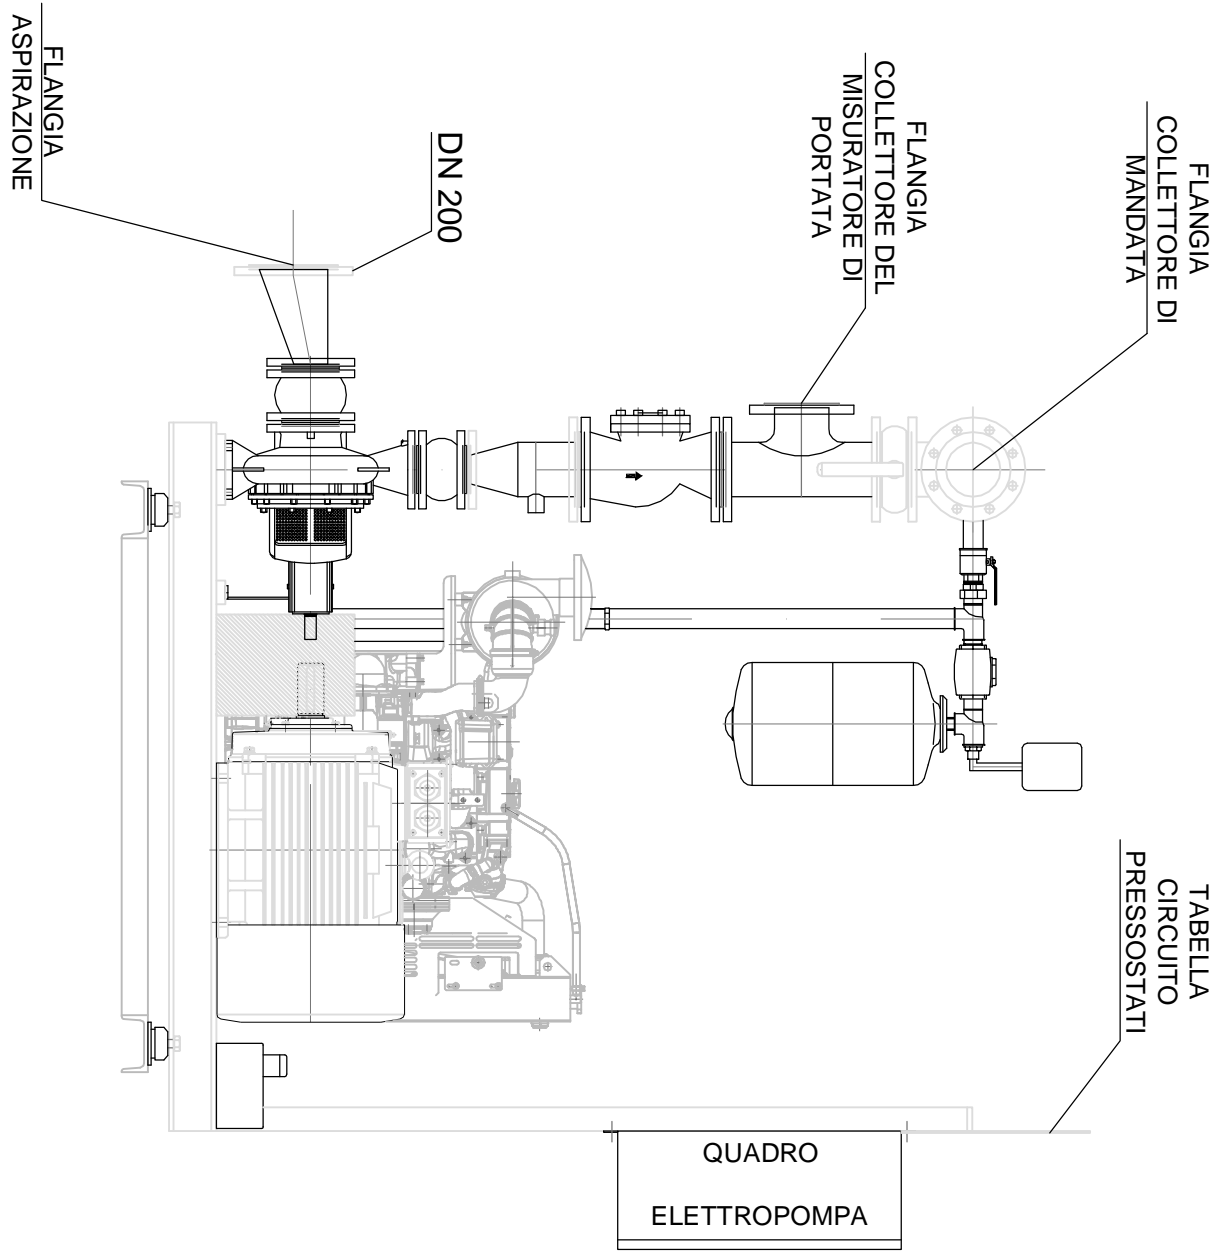 FLANGIA
ASPIRAZIONE
DN 200
FLANGIA
COLLETTORE DEL
MISURATORE DI
PORTATA
FLANGIA
COLLETTORE DI
MANDATA
TABELLA
CIRCUITO
PRESSOSTATI
QUADRO
ELETTROPOMPA